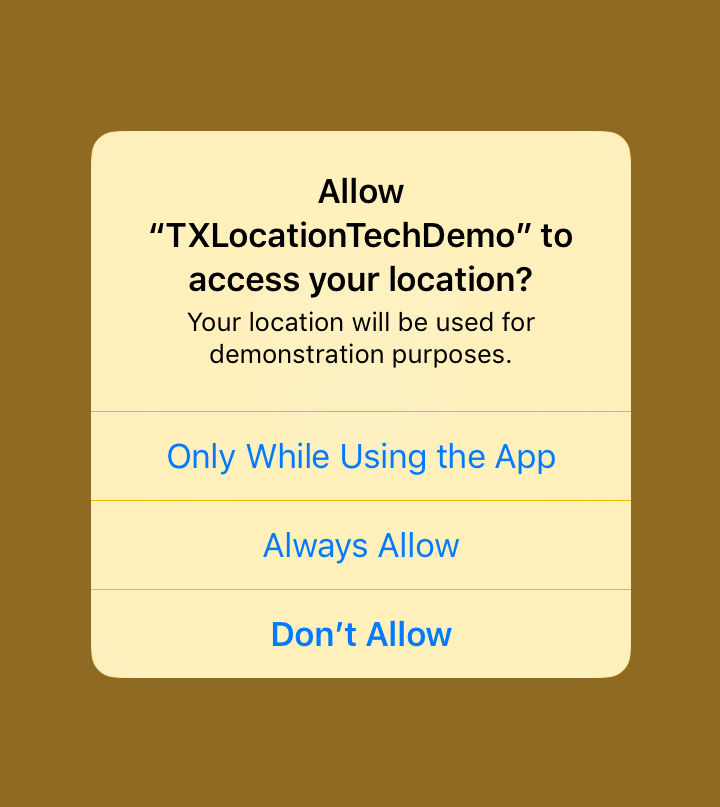 Allow
“TXLocationTechDemo” to
access your location?
Your location will be used for
demonstration purposes.
Only While Using the App
Always Allow
Don’t Allow